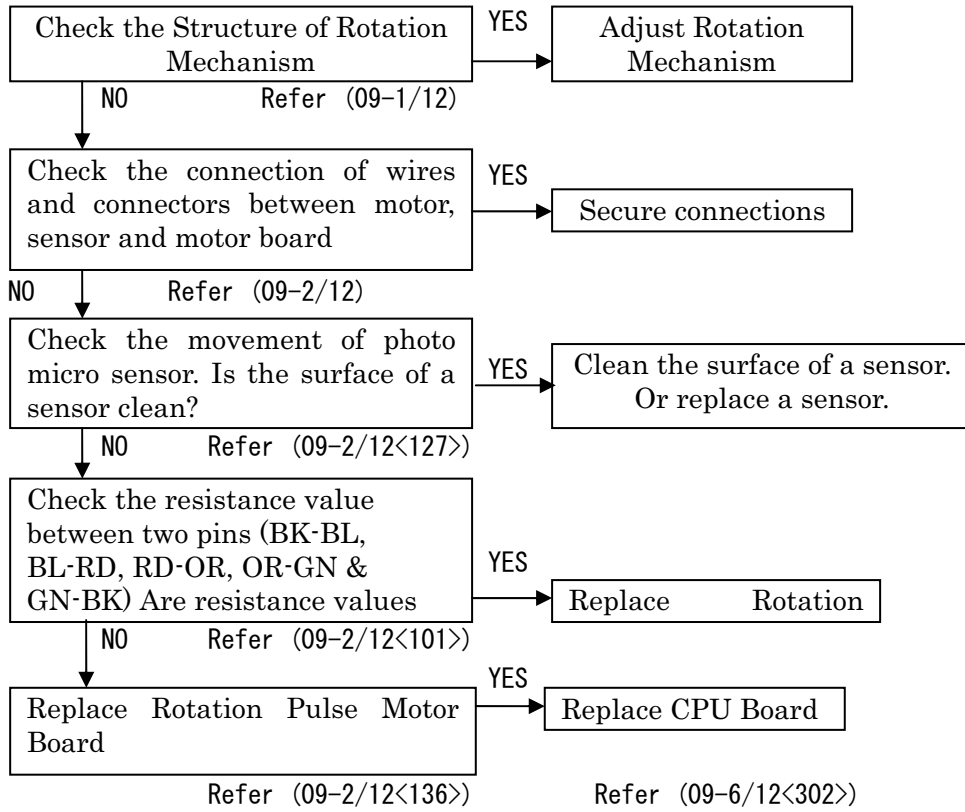 Check the Structure of Rotation
Mechanism
YES
Adjust Rotation
Mechanism
NO Refer (09-1/12)
Check the connection of wires
and connectors between motor,
sensor and motor board
YES
Secure connections
NO Refer (09-2/12)
Check the movement of photo
micro sensor. Is the surface of a
sensor clean?
YES
Clean the surface of a sensor.
Or replace a sensor.
NO Refer (09-2/12<127>)
Check the resistance value
between two pins (BK-BL,
BL-RD, RD-OR, OR-GN &
GN-BK) Are resistance values
YES
Replace Rotation
NO Refer (09-2/12<101>)
Replace Rotation Pulse Motor
Board
YES
Replace CPU Board
Refer (09-2/12<136>) Refer (09-6/12<302>)